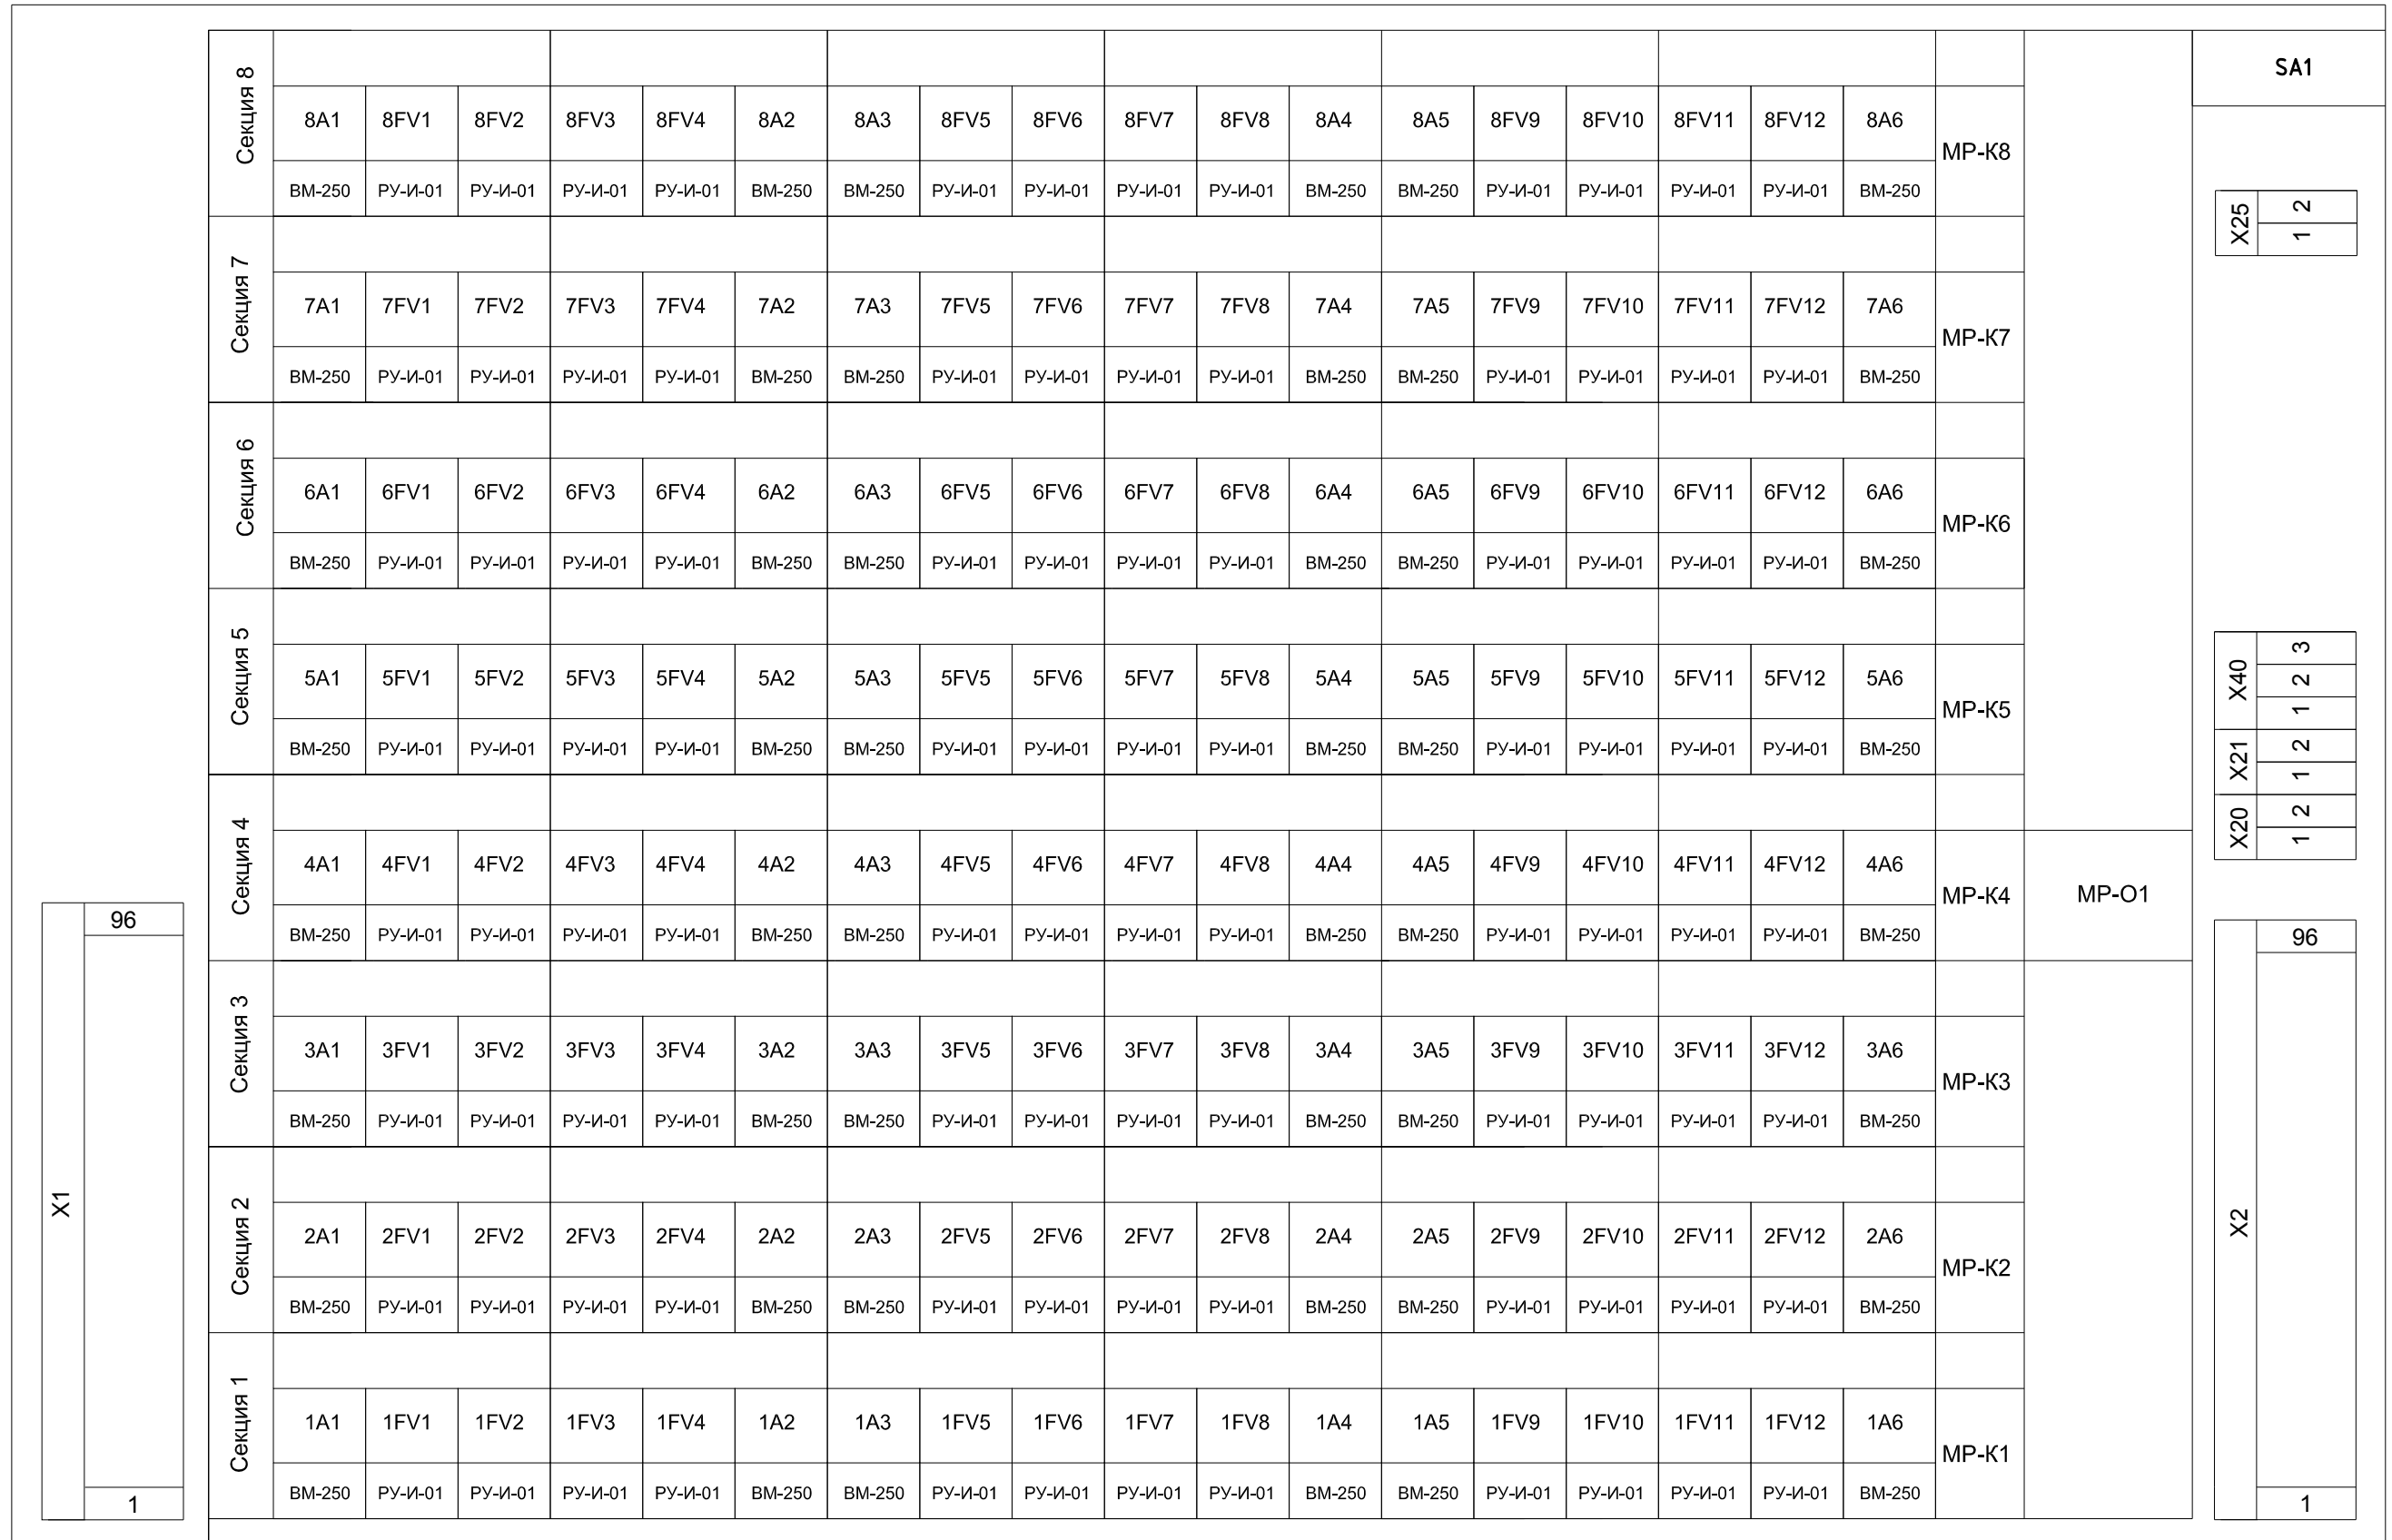 SA1
Секция 8
8A1 8FV1 8FV2 8FV3 8FV4 8A2 8A3 8FV5 8FV6 8FV7 8FV8 8A4 8A5 8FV9 8FV10 8FV11 8FV12 8A6
МР-К8
ВМ-250 РУ-И-01 РУ-И-01 РУ-И-01 РУ-И-01 ВМ-250 ВМ-250 РУ-И-01 РУ-И-01 РУ-И-01 РУ-И-01 ВМ-250 ВМ-250 РУ-И-01 РУ-И-01 РУ-И-01 РУ-И-01 ВМ-250
X25
2
1
Секция 7
7A1 7FV1 7FV2 7FV3 7FV4 7A2 7A3 7FV5 7FV6 7FV7 7FV8 7A4 7A5 7FV9 7FV10 7FV11 7FV12 7A6
МР-К7
ВМ-250 РУ-И-01 РУ-И-01 РУ-И-01 РУ-И-01 ВМ-250 ВМ-250 РУ-И-01 РУ-И-01 РУ-И-01 РУ-И-01 ВМ-250 ВМ-250 РУ-И-01 РУ-И-01 РУ-И-01 РУ-И-01 ВМ-250
Секция 6
6A1 6FV1 6FV2 6FV3 6FV4 6A2 6A3 6FV5 6FV6 6FV7 6FV8 6A4 6A5 6FV9 6FV10 6FV11 6FV12 6A6
МР-К6
ВМ-250 РУ-И-01 РУ-И-01 РУ-И-01 РУ-И-01 ВМ-250 ВМ-250 РУ-И-01 РУ-И-01 РУ-И-01 РУ-И-01 ВМ-250 ВМ-250 РУ-И-01 РУ-И-01 РУ-И-01 РУ-И-01 ВМ-250
Секция 5
5A1 5FV1 5FV2 5FV3 5FV4 5A2 5A3 5FV5 5FV6 5FV7 5FV8 5A4 5A5 5FV9 5FV10 5FV11 5FV12 5A6
МР-К5
ВМ-250 РУ-И-01 РУ-И-01 РУ-И-01 РУ-И-01 ВМ-250 ВМ-250 РУ-И-01 РУ-И-01 РУ-И-01 РУ-И-01 ВМ-250 ВМ-250 РУ-И-01 РУ-И-01 РУ-И-01 РУ-И-01 ВМ-250
X40
3
2
1
X21
2
1
X20
2
1
Секция 4
4A1 4FV1 4FV2 4FV3 4FV4 4A2 4A3 4FV5 4FV6 4FV7 4FV8 4A4 4A5 4FV9 4FV10 4FV11 4FV12 4A6
МР-К4
МР-О1
ВМ-250 РУ-И-01 РУ-И-01 РУ-И-01 РУ-И-01 ВМ-250 ВМ-250 РУ-И-01 РУ-И-01 РУ-И-01 РУ-И-01 ВМ-250 ВМ-250 РУ-И-01 РУ-И-01 РУ-И-01 РУ-И-01 ВМ-250
Секция 3
3A1 3FV1 3FV2 3FV3 3FV4 3A2 3A3 3FV5 3FV6 3FV7 3FV8 3A4 3A5 3FV9 3FV10 3FV11 3FV12 3A6
МР-К3
ВМ-250 РУ-И-01 РУ-И-01 РУ-И-01 РУ-И-01 ВМ-250 ВМ-250 РУ-И-01 РУ-И-01 РУ-И-01 РУ-И-01 ВМ-250 ВМ-250 РУ-И-01 РУ-И-01 РУ-И-01 РУ-И-01 ВМ-250
Секция 2
2A1 2FV1 2FV2 2FV3 2FV4 2A2 2A3 2FV5 2FV6 2FV7 2FV8 2A4 2A5 2FV9 2FV10 2FV11 2FV12 2A6
МР-К2
ВМ-250 РУ-И-01 РУ-И-01 РУ-И-01 РУ-И-01 ВМ-250 ВМ-250 РУ-И-01 РУ-И-01 РУ-И-01 РУ-И-01 ВМ-250 ВМ-250 РУ-И-01 РУ-И-01 РУ-И-01 РУ-И-01 ВМ-250
Секция 1
1A1 1FV1 1FV2 1FV3 1FV4 1A2 1A3 1FV5 1FV6 1FV7 1FV8 1A4 1A5 1FV9 1FV10 1FV11 1FV12 1A6
МР-К1
ВМ-250 РУ-И-01 РУ-И-01 РУ-И-01 РУ-И-01 ВМ-250 ВМ-250 РУ-И-01 РУ-И-01 РУ-И-01 РУ-И-01 ВМ-250 ВМ-250 РУ-И-01 РУ-И-01 РУ-И-01 РУ-И-01 ВМ-250
X1
96
1
X2
96
1